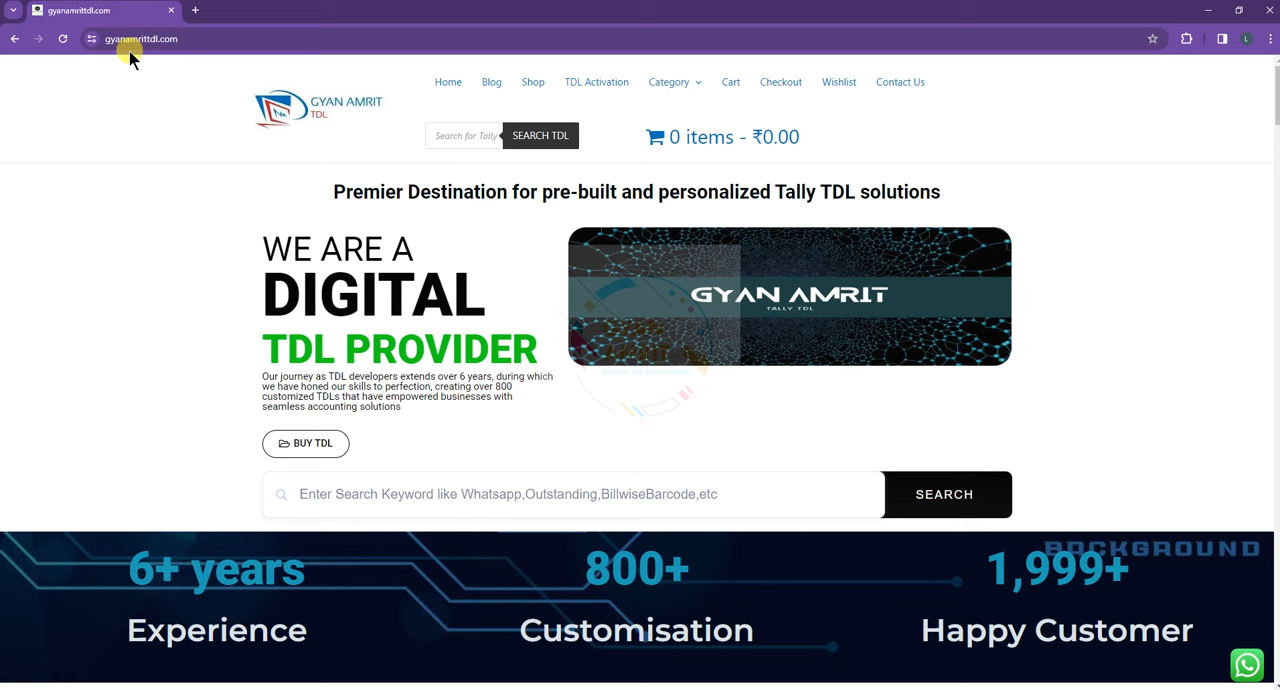 gyanamrittdl.com
gyanamrittdl.com
L
GYAN AMRIT
TDL
Home Blog Shop TDL Activation Category Cart Checkout Wishlist Contact Us
Search for Tally SEARCH TDL
0 items - ₹0.00
Premier Destination for pre-built and personalized Tally TDL solutions
WE ARE A
DIGITAL
TDL PROVIDER
Our journey as TDL developers extends over 6 years, during which
we have honed our skills to perfection, creating over 800
customized TDLs that have empowered businesses with
seamless accounting solutions
GYAN AMRIT
TALLY TDL
KNOW THE SOFTWARES
BUY TDL
Enter Search Keyword like Whatsapp,Outstanding,BillwiseBarcode,etc
SEARCH
BACKGROUND
6+ years 800+ 1,999+
Experience Customisation Happy Customer